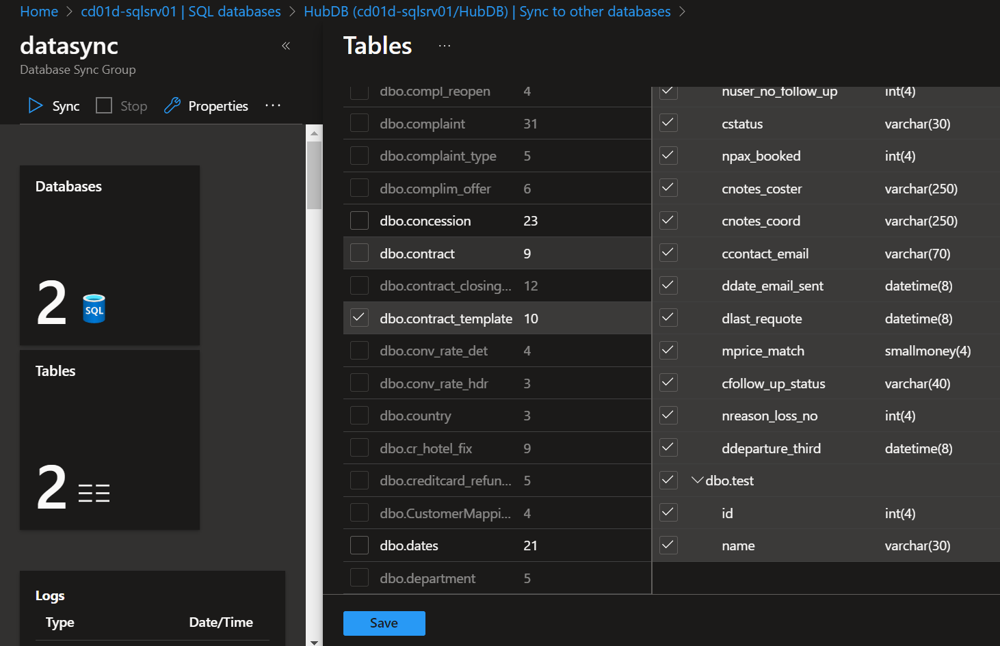 Home > cd01d-sqlsrv01 | SQL databases > HubDB (cd01d-sqlsrv01/HubDB) | Sync to other databases >
datasync «
Database Sync Group
Sync Stop Properties ...
Databases
2 SQL
Tables
2
Logs
Type Date/Time
Tables ...
dbo.compl_reopen 4
dbo.complaint 31
dbo.complaint_type 5
dbo.complim_offer 6
dbo.concession 23
dbo.contract 9
dbo.contract_closing... 12
dbo.contract_template 10
dbo.conv_rate_det 4
dbo.conv_rate_hdr 3
dbo.country 3
dbo.cr_hotel_fix 9
dbo.creditcard_refun... 5
dbo.CustomerMappi... 4
dbo.dates 21
dbo.department 5
nuser_no_follow_up int(4)
cstatus varchar(30)
npax_booked int(4)
cnotes_coster varchar(250)
cnotes_coord varchar(250)
ccontact_email varchar(70)
ddate_email_sent datetime(8)
dlast_requote datetime(8)
mprice_match smallmoney(4)
cfollow_up_status varchar(40)
nreason_loss_no int(4)
ddeparture_third datetime(8)
dbo.test
id int(4)
name varchar(30)
Save